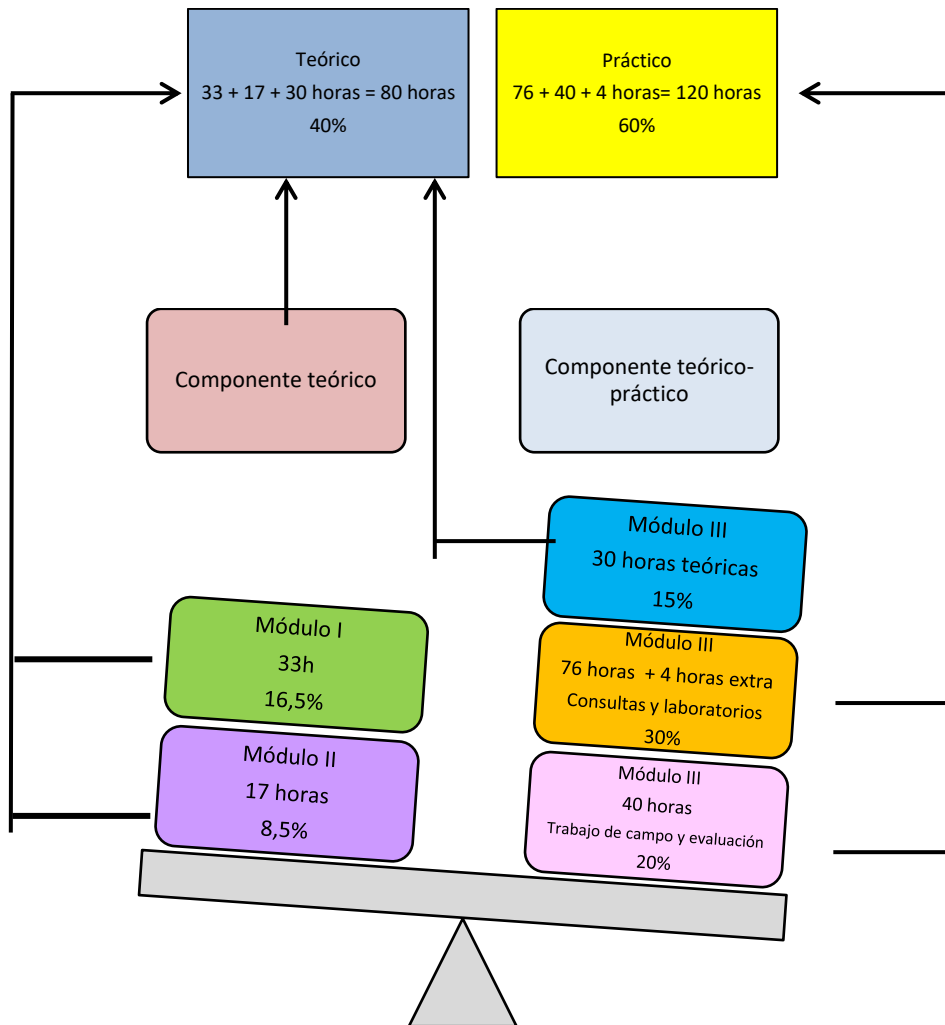 Teórico
33 + 17 + 30 horas = 80 horas
40%
Práctico
76 + 40 + 4 horas= 120 horas
60%
Componente teórico
Componente teórico-
práctico
Módulo I
33h
16,5%
Módulo II
17 horas
8,5%
Módulo III
30 horas teóricas
15%
Módulo III
76 horas + 4 horas extra
Consultas y laboratorios
30%
Módulo III
40 horas
Trabajo de campo y evaluación
20%